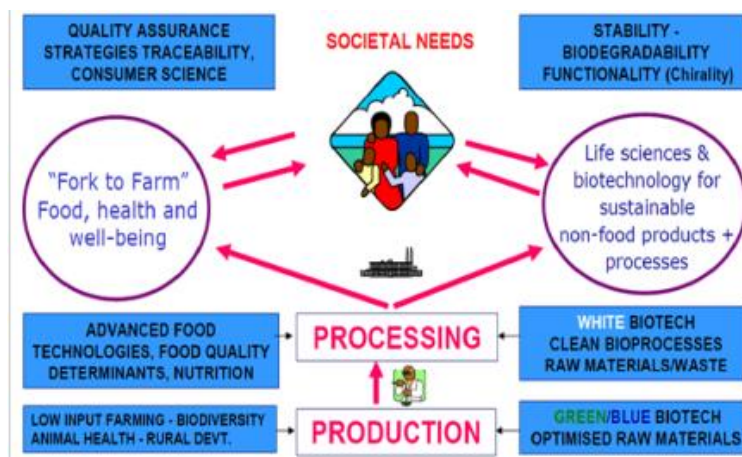 QUALITY ASSURANCE
STRATEGIES TRACEABILITY,
CONSUMER SCIENCE
SOCIETAL NEEDS
STABILITY -
BIODEGRADABILITY
FUNCTIONALITY (Chirality)
"Fork to Farm"
Food, health and
well-being
Life sciences &
biotechnology for
sustainable
non-food products +
processes
ADVANCED FOOD
TECHNOLOGIES, FOOD QUALITY
DETERMINANTS, NUTRITION
PROCESSING
WHITE BIOTECH
CLEAN BIOPROCESSES
RAW MATERIALS/WASTE
LOW INPUT FARMING - BIODIVERSITY
ANIMAL HEALTH - RURAL DEVT.
PRODUCTION
GREEN/BLUE BIOTECH
OPTIMISED RAW MATERIALS